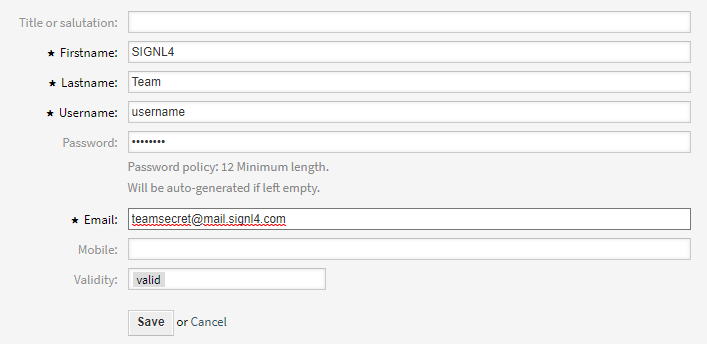 Title or salutation:
★ Firstname: SIGNL4
★ Lastname: Team
★ Username: username
Password: ••••••••
Password policy: 12 Minimum length.
Will be auto-generated if left empty.
★ Email: teamsecret@mail.signl4.com
Mobile:
Validity: valid
Save or Cancel